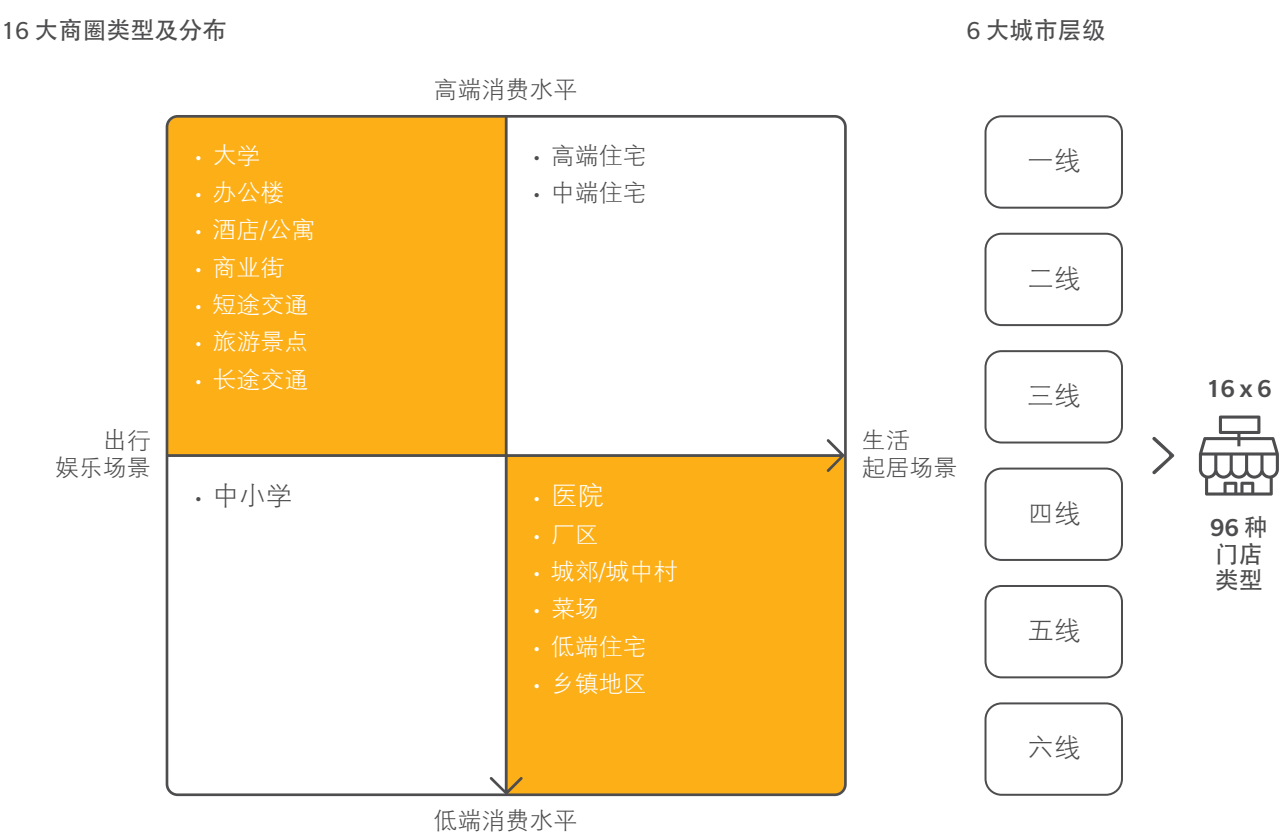 16 大商圈类型及分布
6 大城市层级
高端消费水平
• 大学
• 办公楼
• 酒店/公寓
• 商业街
• 短途交通
• 旅游景点
• 长途交通
• 高端住宅
• 中端住宅
出行
娱乐场景
生活
起居场景
• 中小学
• 医院
• 厂区
• 城郊/城中村
• 菜场
• 低端住宅
• 乡镇地区
低端消费水平
一线
二线
三线
四线
五线
六线
16 x 6
96 种
门店
类型